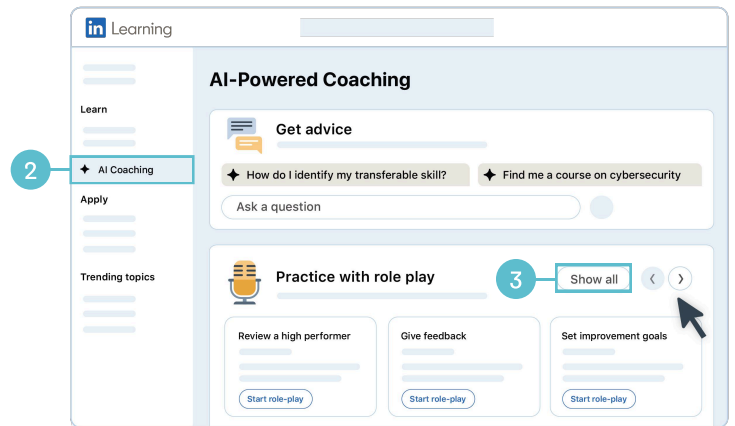 in Learning
AI-Powered Coaching
Learn
Get advice
2
AI Coaching
How do I identify my transferable skill?
Find me a course on cybersecurity
Apply
Ask a question
Trending topics
Practice with role play
3
Show all
Review a high performer
Give feedback
Set improvement goals
Start role-play
Start role-play
Start role-play